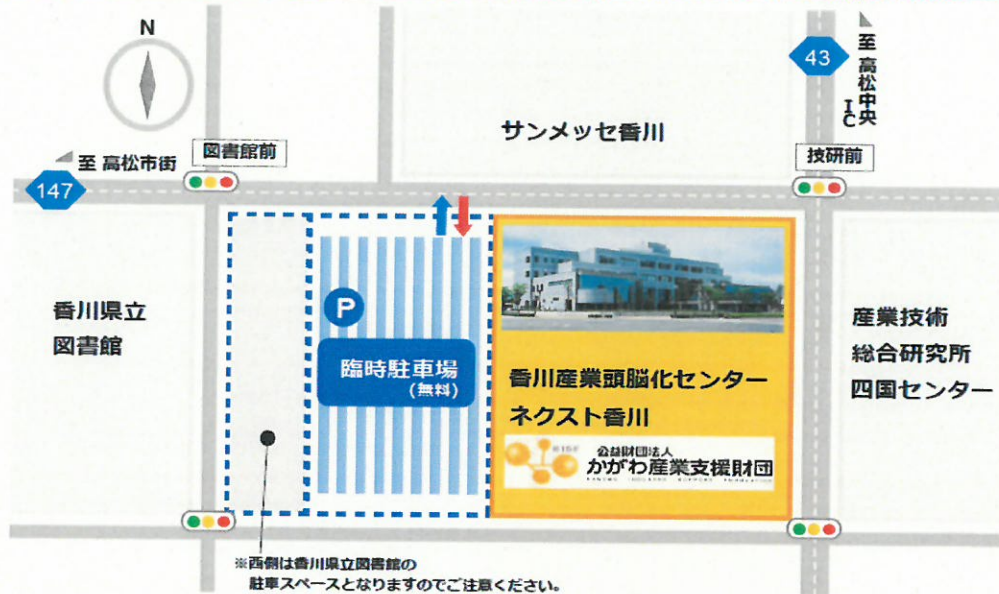 N
43
至 高松中央IC
サンメッセ香川
図書館前
技研前
至 高松市街
147
香川県立
図書館
P
臨時駐車場
(無料)
産業技術
総合研究所
四国センター
香川産業頭脳化センター
ネクスト香川
公益財団法人
かがわ産業支援財団
※西側は香川県立図書館の
駐車スペースとなりますのでご注意ください。